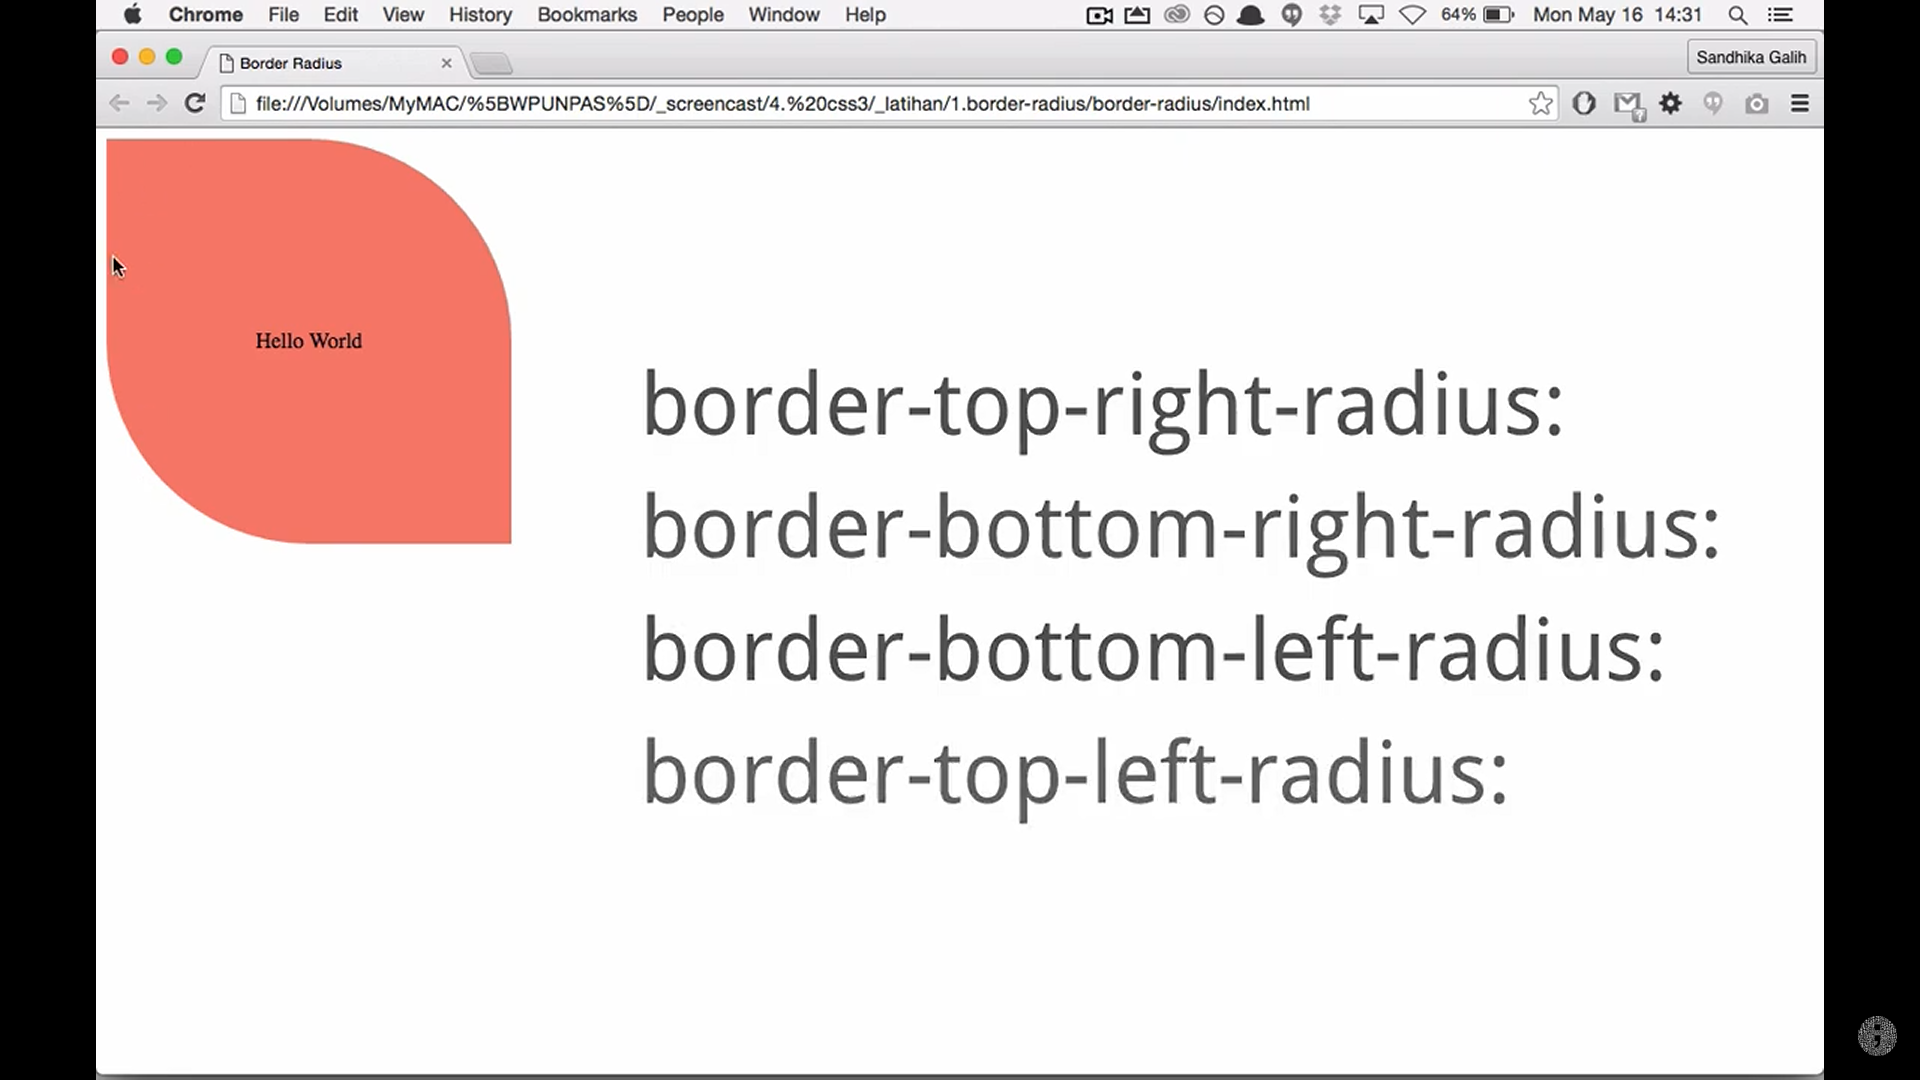 Chrome File Edit View History Bookmarks People Window Help 64% Mon May 16 14:31
Border Radius Sandhika Galih
file:///Volumes/MyMAC/%5BWPUNPAS%5D/_screencast/4.%20css3/_latihan/1.border-radius/border-radius/index.html
Hello World
border-top-right-radius:
border-bottom-right-radius:
border-bottom-left-radius:
border-top-left-radius: